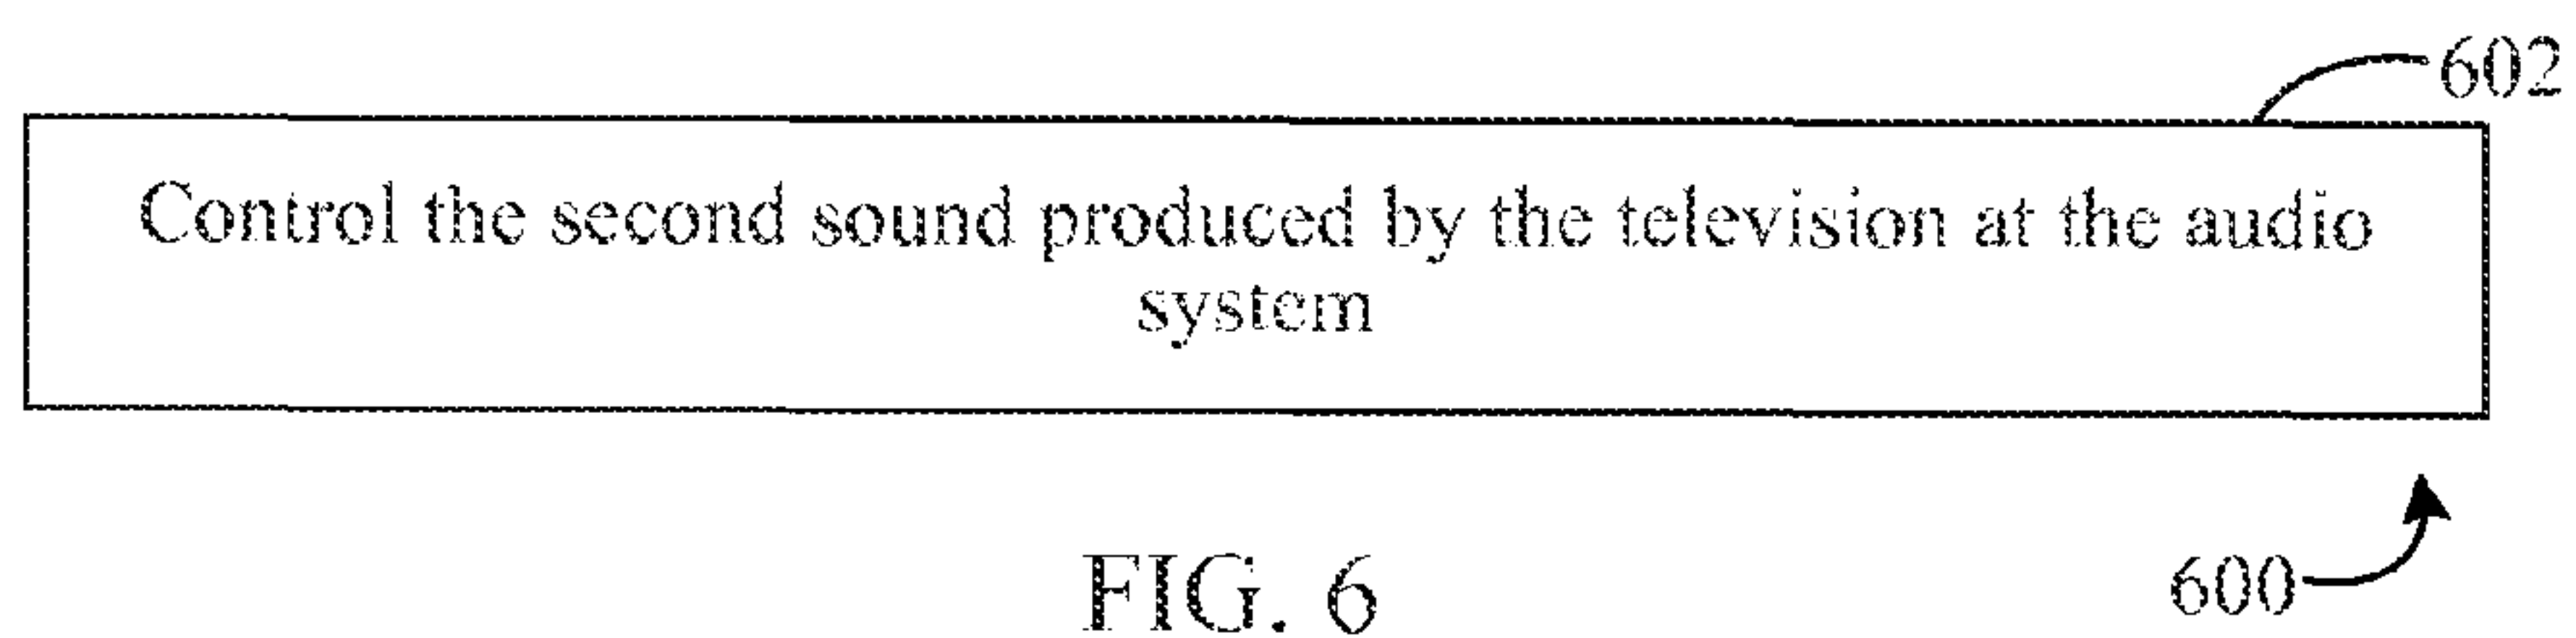 602
Control the second sound produced by the television at the audio
system
600
FIG. 6